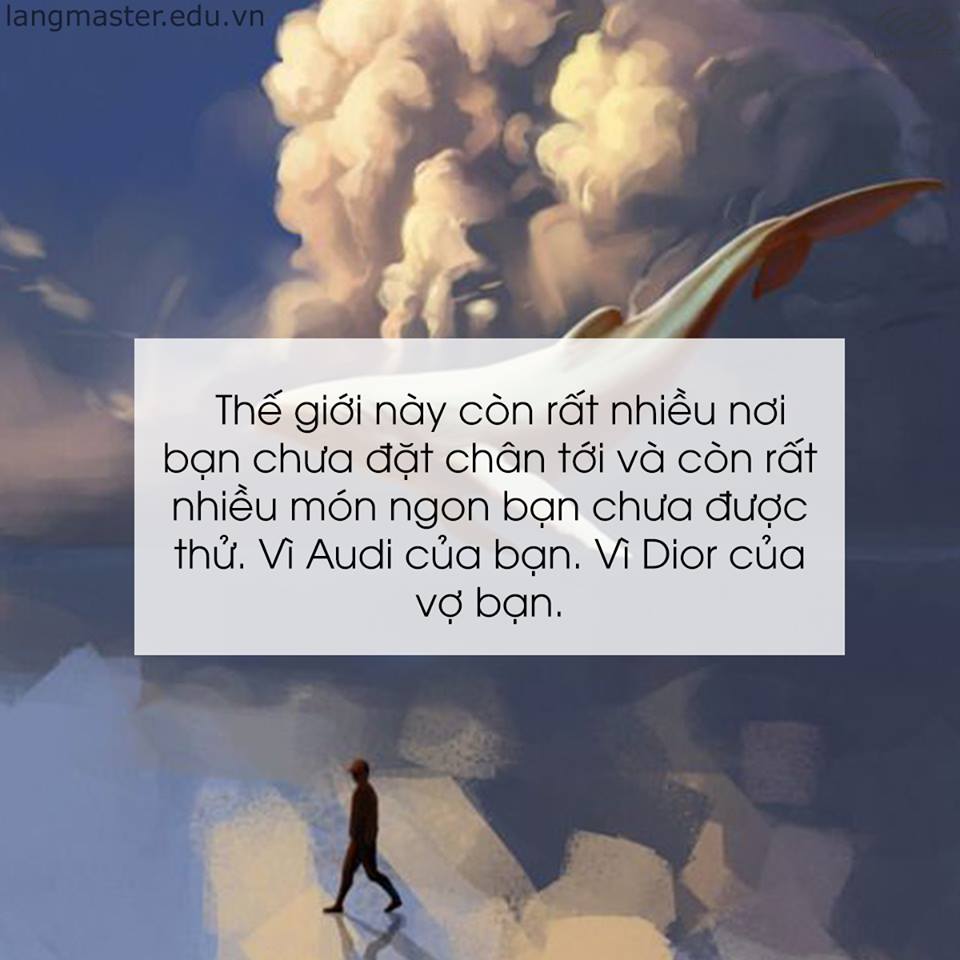 langmaster.edu.vn
Thế giới này còn rất nhiều nơi
bạn chưa đặt chân tới và còn rất
nhiều món ngon bạn chưa được
thử. Vì Audi của bạn. Vì Dior của
vợ bạn.